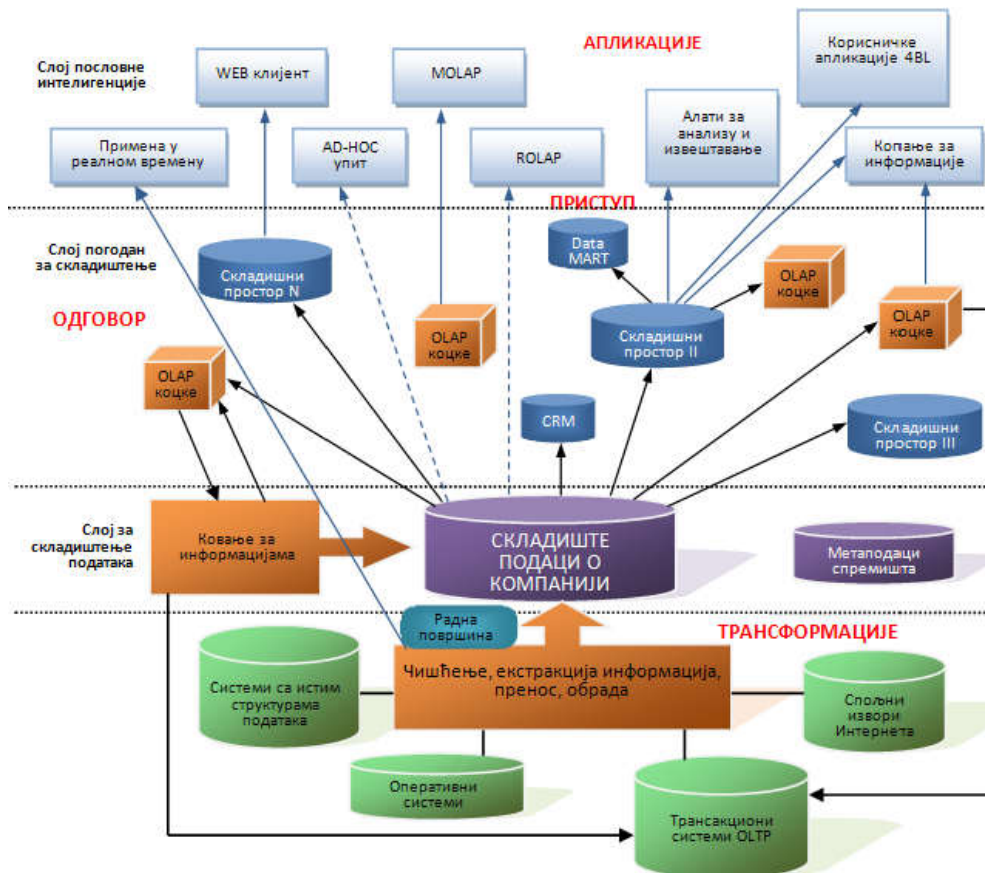 АПЛИКАЦИЈЕ
Слој пословне
интелигенције
WEB клијент
MOLAP
Корисничке
апликације 4BL
Примена у
реалном времену
AD-HOC
упит
ROLAP
Алати за
анализу и
извештавање
Копање за
информације
ПРИСТУП
Слој погодан
за складиштење
Складишни
простор N
Data
MART
OLAP
коцке
ОДГОВОР
OLAP
коцке
Складишни
простор II
OLAP
коцке
OLAP
коцке
CRM
Складишни
простор III
Слој за
складиштење
података
Ковање за
информацијама
СКЛАДИШТЕ
ПОДАЦИ О
КОМПАНИЈИ
Метаподаци
спремишта
Радна
површина
ТРАНСФОРМАЦИЈЕ
Системи са истим
структурама
података
Чишћење, екстракција информација,
пренос, обрада
Спољни
извори
Интернета
Оперативни
системи
Трансакциони
системи OLTP